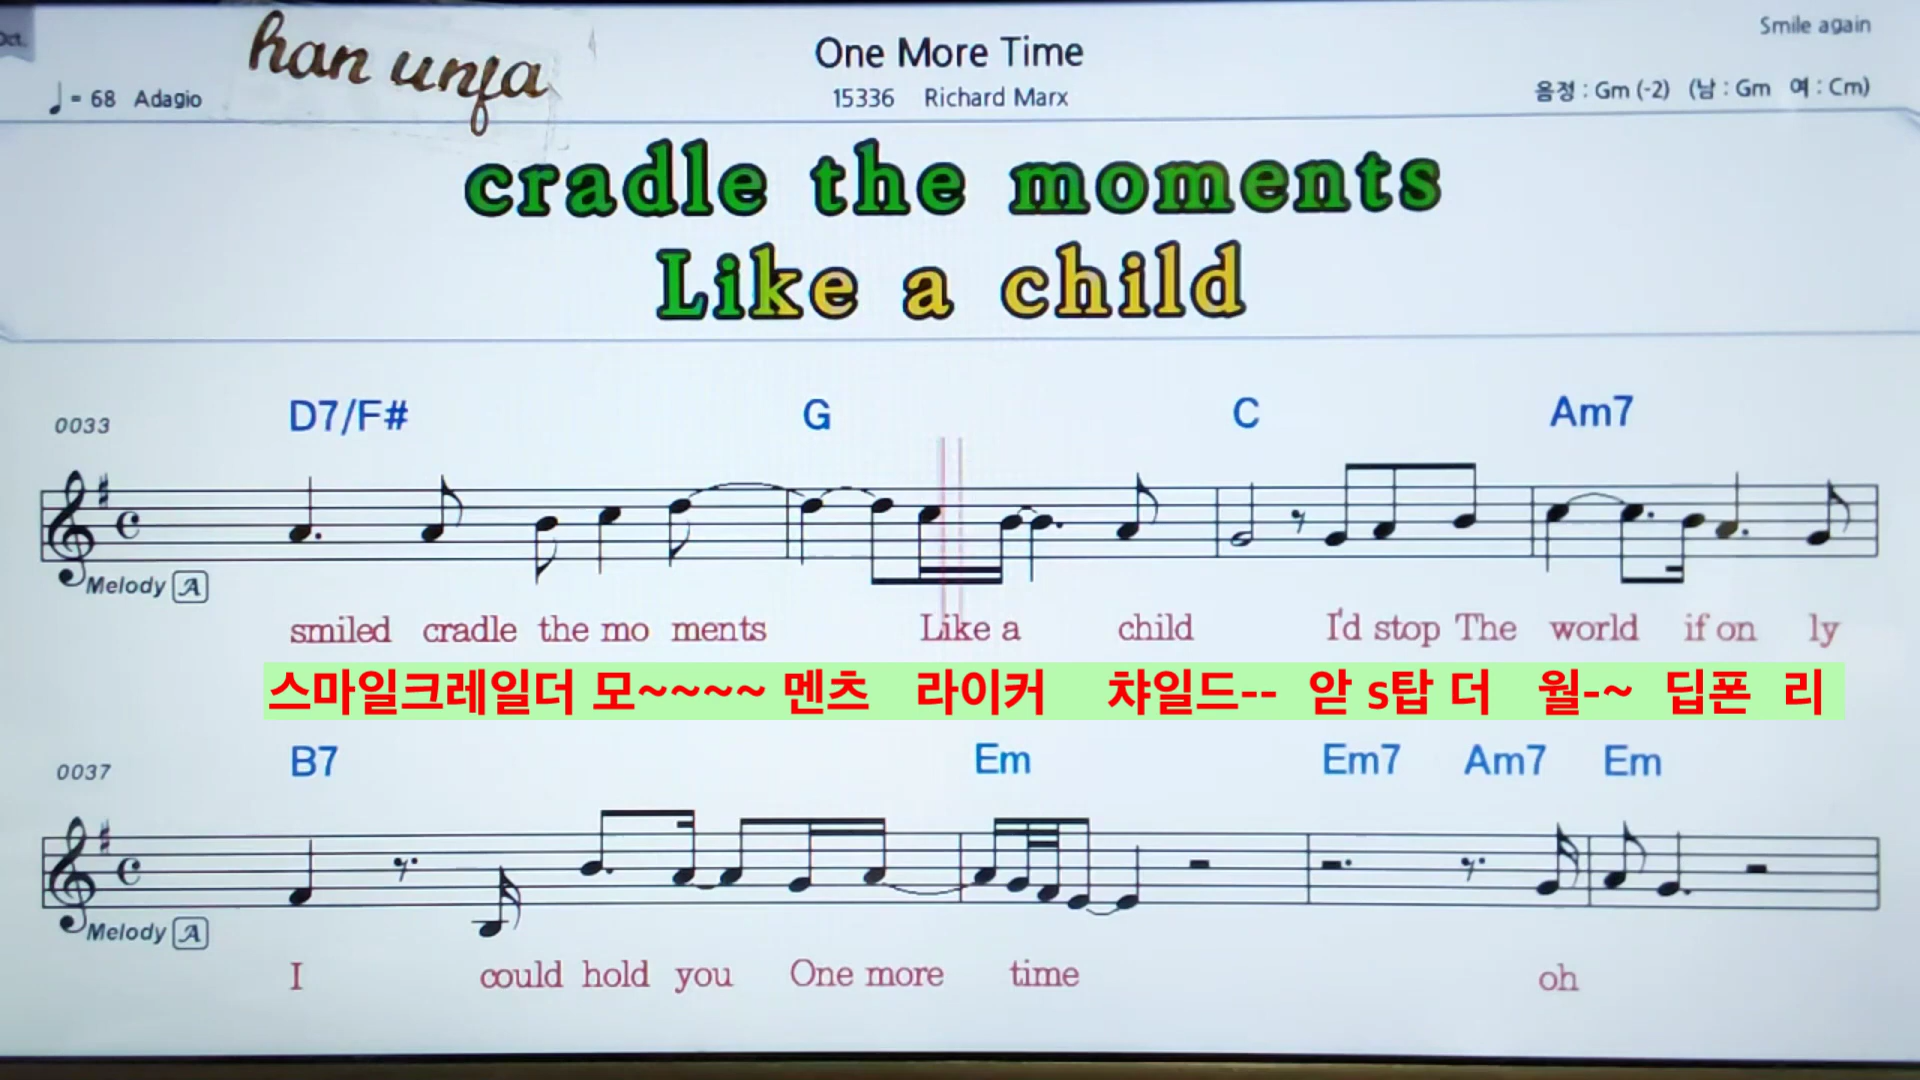 Oct.
han unfa
One More Time
Smile again
♩= 68 Adagio
15336 Richard Marx
음정 : Gm (-2) (남 : Gm 여 : Cm)
cradle the moments
Like a child
0033
D7/F# G C Am7
Melody A
smiled cradle the mo ments Like a child I'd stop The world if on ly
스마일크레일더 모~~~~ 멘츠 라이커 챠일드-- 앋 s탑 더 월-~ 딥폰 리
0037
B7 Em Em7 Am7 Em
Melody A
I could hold you One more time oh